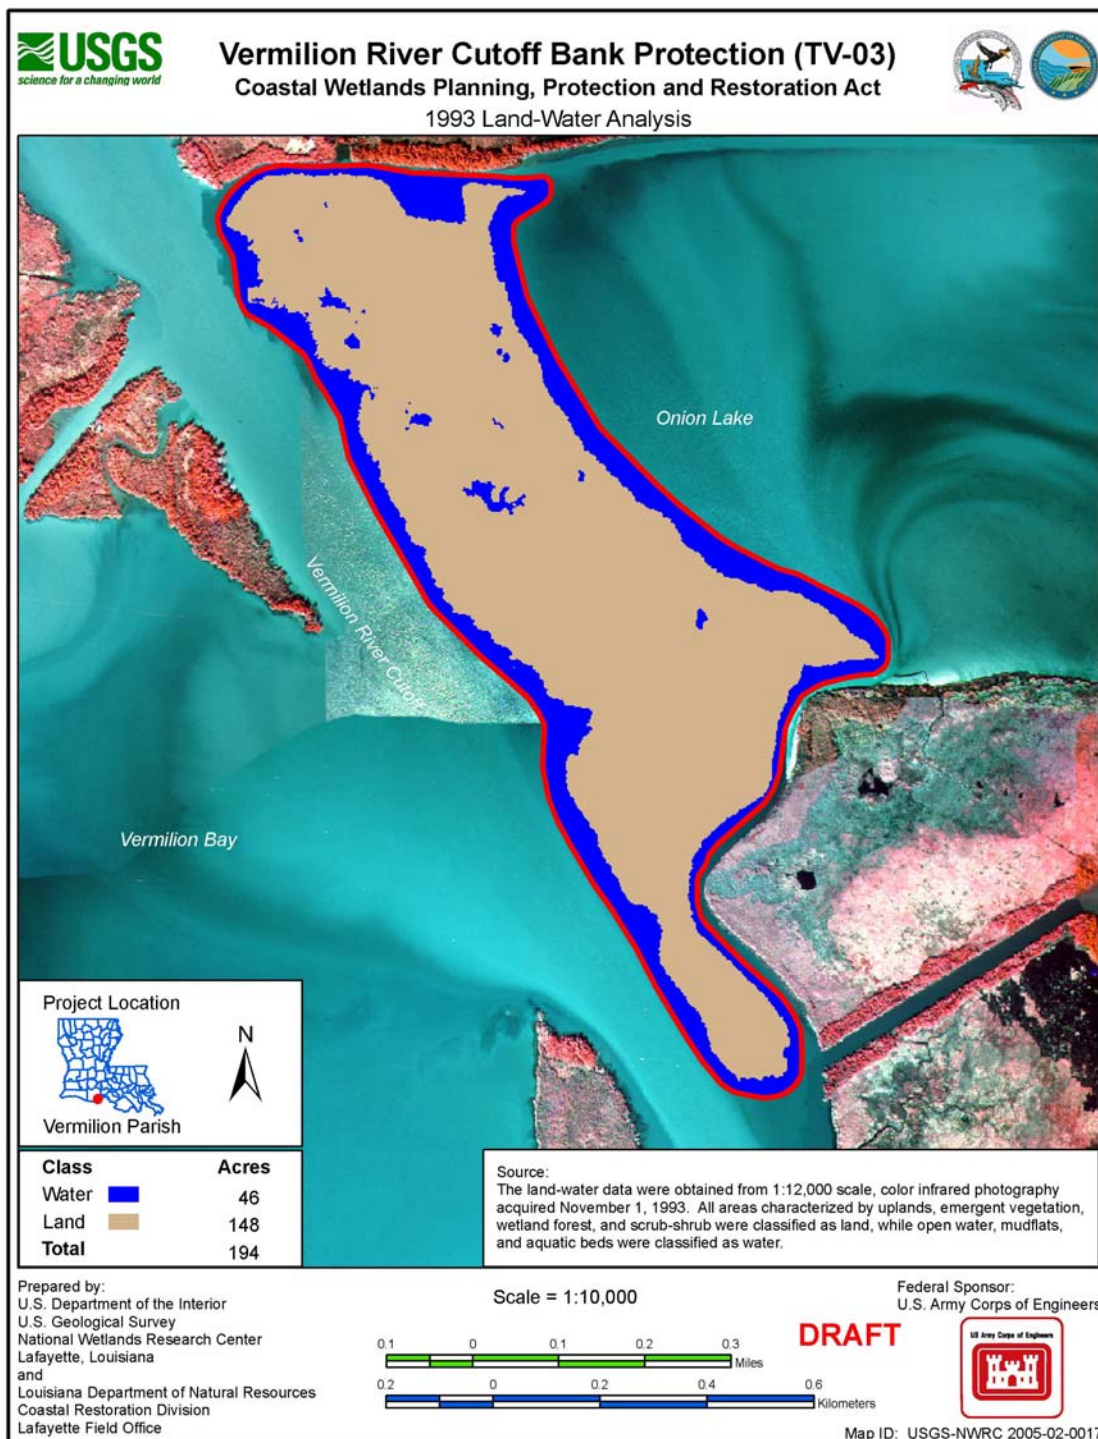 USGS
science for a changing world
Vermilion River Cutoff Bank Protection (TV-03)
Coastal Wetlands Planning, Protection and Restoration Act
1993 Land-Water Analysis
Onion Lake
Vermilion River Cutoff
Vermilion Bay
Project Location
N
Vermilion Parish
Class Acres
Water 46
Land 148
Total 194
Source:
The land-water data were obtained from 1:12,000 scale, color infrared photography
acquired November 1, 1993. All areas characterized by uplands, emergent vegetation,
wetland forest, and scrub-shrub were classified as land, while open water, mudflats,
and aquatic beds were classified as water.
Prepared by:
U.S. Department of the Interior
U.S. Geological Survey
National Wetlands Research Center
Lafayette, Louisiana
and
Louisiana Department of Natural Resources
Coastal Restoration Division
Lafayette Field Office
Scale = 1:10,000
0.1 0 0.1 0.2 0.3
Miles
0.2 0 0.2 0.4 0.6
Kilometers
DRAFT
Federal Sponsor:
U.S. Army Corps of Engineers
US Army Corps of Engineers
Map ID: USGS-NWRC 2005-02-0017